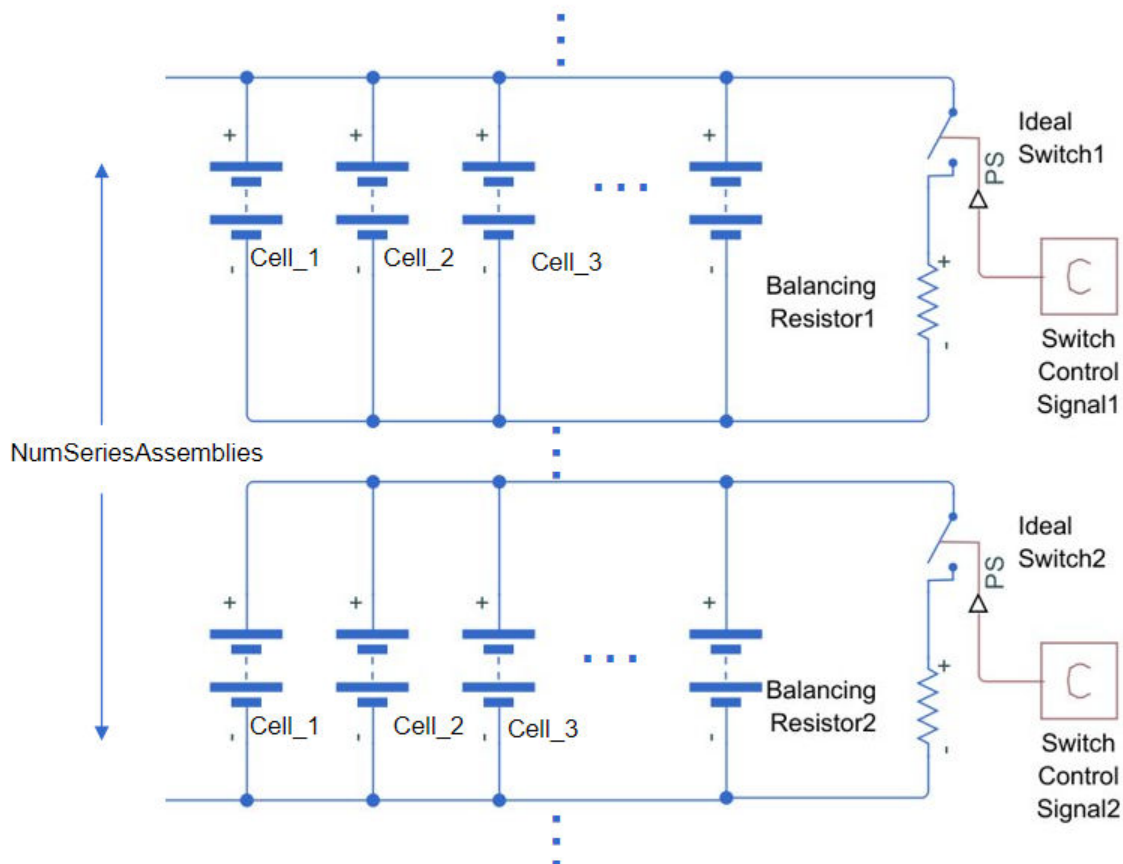 +
+
+
+
Ideal
Switch1
PS
Cell_1
Cell_2
Cell_3
...
-
-
-
-
Balancing
Resistor1
+
-
C
Switch
Control
Signal1
NumSeriesAssemblies
Ideal
Switch2
PS
+
+
+
+
...
Cell_1
Cell_2
Cell_3
-
-
-
-
Balancing
Resistor2
+
-
C
Switch
Control
Signal2